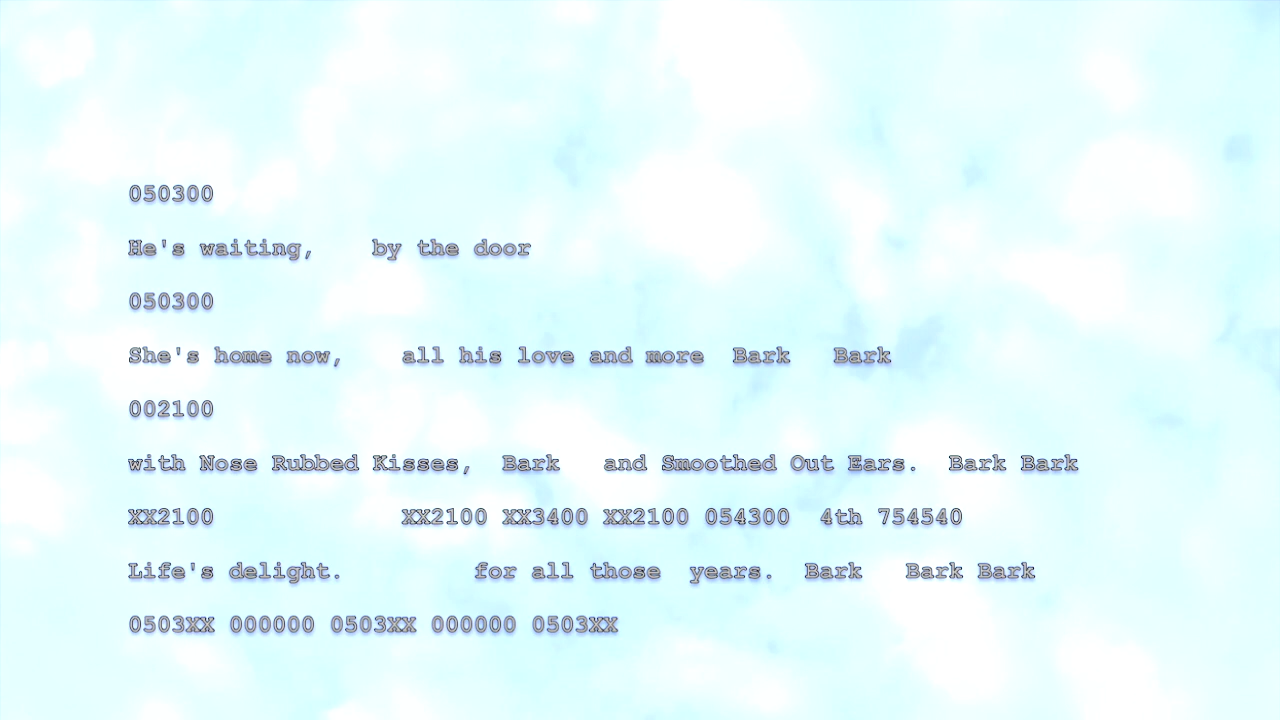 050300
He's waiting,    by the door
050300
She's home now,    all his love and more  Bark   Bark
002100
with Nose Rubbed Kisses,  Bark   and Smoothed Out Ears.  Bark Bark
XX2100             XX2100 XX3400 XX2100 054300  4th 754540
Life's delight.         for all those  years.  Bark   Bark Bark
0503XX 000000 0503XX 000000 0503XX